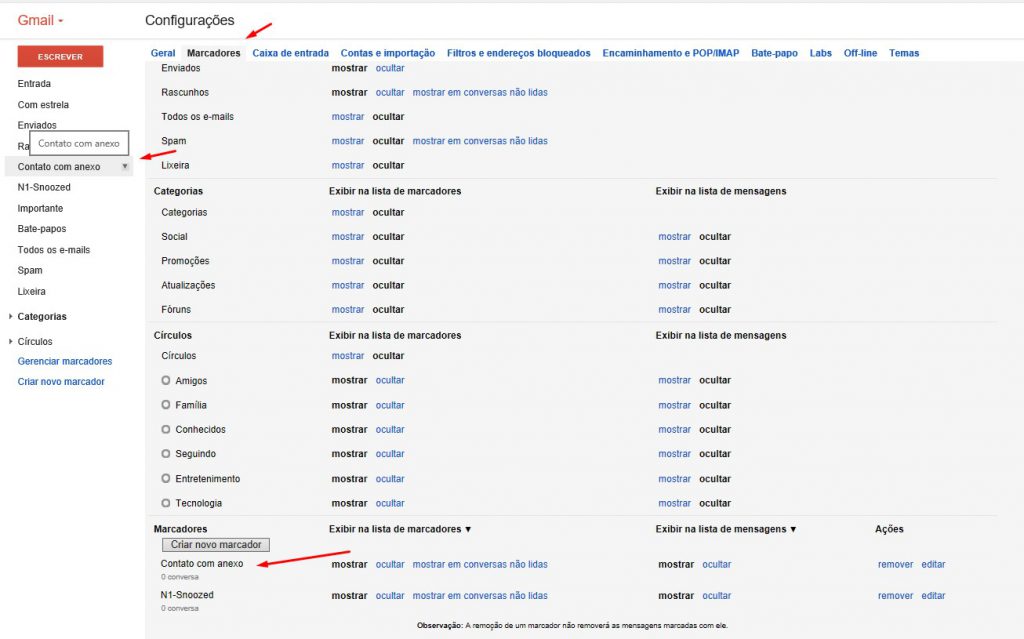 Gmail
Configurações
ESCREVER
Entrada
Com estrela
Enviados
Ra
Contato com anexo
Contato com anexo
N1-Snoozed
Importante
Bate-papos
Todos os e-mails
Spam
Lixeira
Categorias
Círculos
Gerenciar marcadores
Criar novo marcador
Geral Marcadores Caixa de entrada Contas e importação Filtros e endereços bloqueados Encaminhamento e POP/IMAP Bate-papo Labs Off-line Temas
Enviados mostrar ocultar
Rascunhos mostrar ocultar mostrar em conversas não lidas
Todos os e-mails mostrar ocultar
Spam mostrar ocultar mostrar em conversas não lidas
Lixeira mostrar ocultar
Categorias Exibir na lista de marcadores Exibir na lista de mensagens
Categorias mostrar ocultar
Social mostrar ocultar mostrar ocultar
Promoções mostrar ocultar mostrar ocultar
Atualizações mostrar ocultar mostrar ocultar
Fóruns mostrar ocultar mostrar ocultar
Círculos Exibir na lista de marcadores Exibir na lista de mensagens
Círculos mostrar ocultar
Amigos mostrar ocultar mostrar ocultar
Família mostrar ocultar mostrar ocultar
Conhecidos mostrar ocultar mostrar ocultar
Seguindo mostrar ocultar mostrar ocultar
Entretenimento mostrar ocultar mostrar ocultar
Tecnologia mostrar ocultar mostrar ocultar
Marcadores Exibir na lista de marcadores Exibir na lista de mensagens Ações
Criar novo marcador
Contato com anexo mostrar ocultar mostrar em conversas não lidas mostrar ocultar remover editar
0 conversa
N1-Snoozed mostrar ocultar mostrar em conversas não lidas mostrar ocultar remover editar
0 conversa
Observação: A remoção de um marcador não removerá as mensagens marcadas com ele.